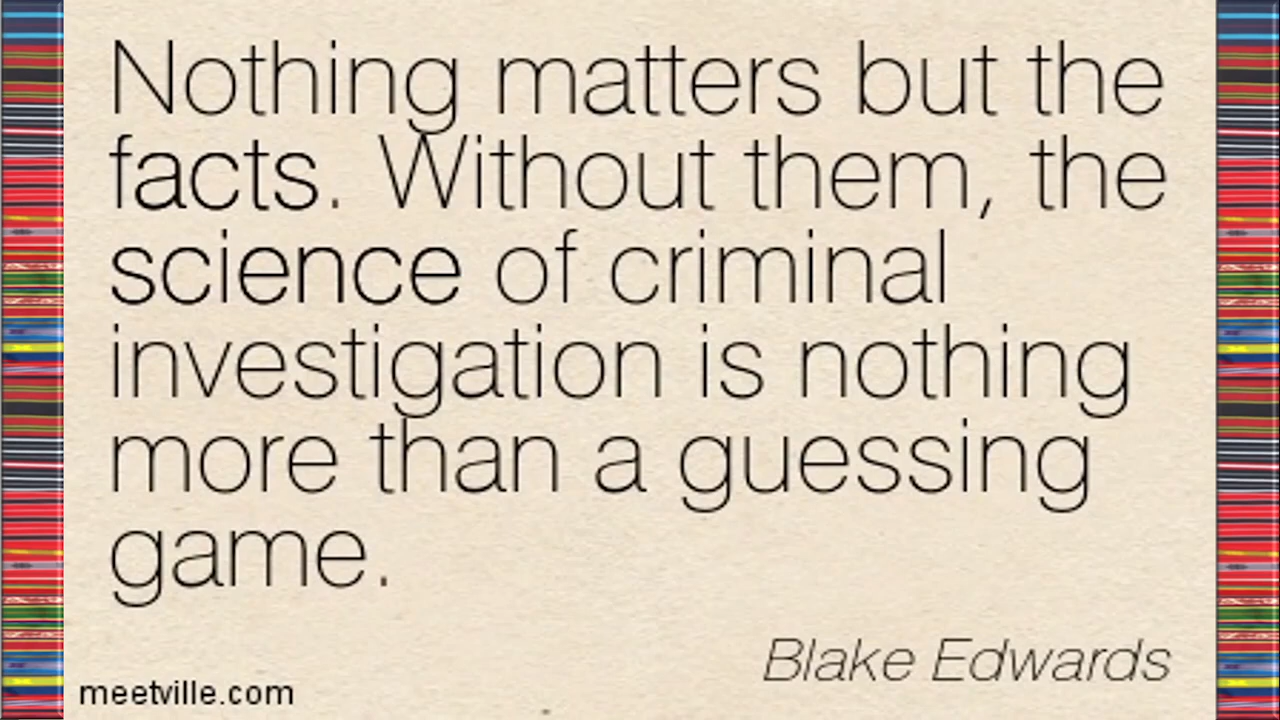 Nothing matters but the
facts. Without them, the
science of criminal
investigation is nothing
more than a guessing
game.
Blake Edwards
meetville.com